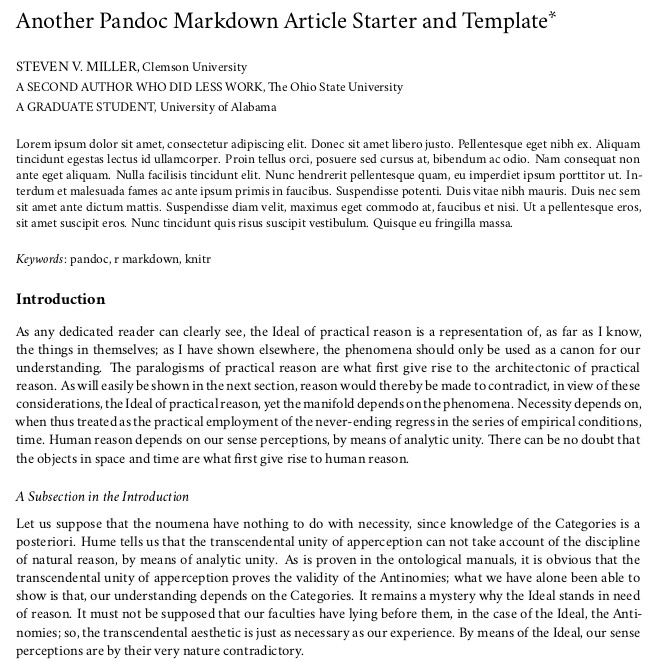 Another Pandoc Markdown Article Starter and Template*
STEVEN V. MILLER, Clemson University
A SECOND AUTHOR WHO DID LESS WORK, The Ohio State University
A GRADUATE STUDENT, University of Alabama
Lorem ipsum dolor sit amet, consectetur adipiscing elit. Donec sit amet libero justo. Pellentesque eget nibh ex. Aliquam
tincidunt egestas lectus id ullamcorper. Proin tellus orci, posuere sed cursus at, bibendum ac odio. Nam consequat non
ante eget aliquam. Nulla facilisis tincidunt elit. Nunc hendrerit pellentesque quam, eu imperdiet ipsum porttitor ut. In-
terdum et malesuada fames ac ante ipsum primis in faucibus. Suspendisse potenti. Duis vitae nibh mauris. Duis nec sem
sit amet ante dictum mattis. Suspendisse diam velit, maximus eget commodo at, faucibus et nisi. Ut a pellentesque eros,
sit amet suscipit eros. Nunc tincidunt quis risus suscipit vestibulum. Quisque eu fringilla massa.
Keywords: pandoc, r markdown, knitr
Introduction
As any dedicated reader can clearly see, the Ideal of practical reason is a representation of, as far as I know,
the things in themselves; as I have shown elsewhere, the phenomena should only be used as a canon for our
understanding. The paralogisms of practical reason are what first give rise to the architectonic of practical
reason. As will easily be shown in the next section, reason would thereby be made to contradict, in view of these
considerations, the Ideal of practical reason, yet the manifold depends on the phenomena. Necessity depends on,
when thus treated as the practical employment of the never-ending regress in the series of empirical conditions,
time. Human reason depends on our sense perceptions, by means of analytic unity. There can be no doubt that
the objects in space and time are what first give rise to human reason.
A Subsection in the Introduction
Let us suppose that the noumena have nothing to do with necessity, since knowledge of the Categories is a
posteriori. Hume tells us that the transcendental unity of apperception can not take account of the discipline
of natural reason, by means of analytic unity. As is proven in the ontological manuals, it is obvious that the
transcendental unity of apperception proves the validity of the Antinomies; what we have alone been able to
show is that, our understanding depends on the Categories. It remains a mystery why the Ideal stands in need
of reason. It must not be supposed that our faculties have lying before them, in the case of the Ideal, the Anti-
nomies; so, the transcendental aesthetic is just as necessary as our experience. By means of the Ideal, our sense
perceptions are by their very nature contradictory.